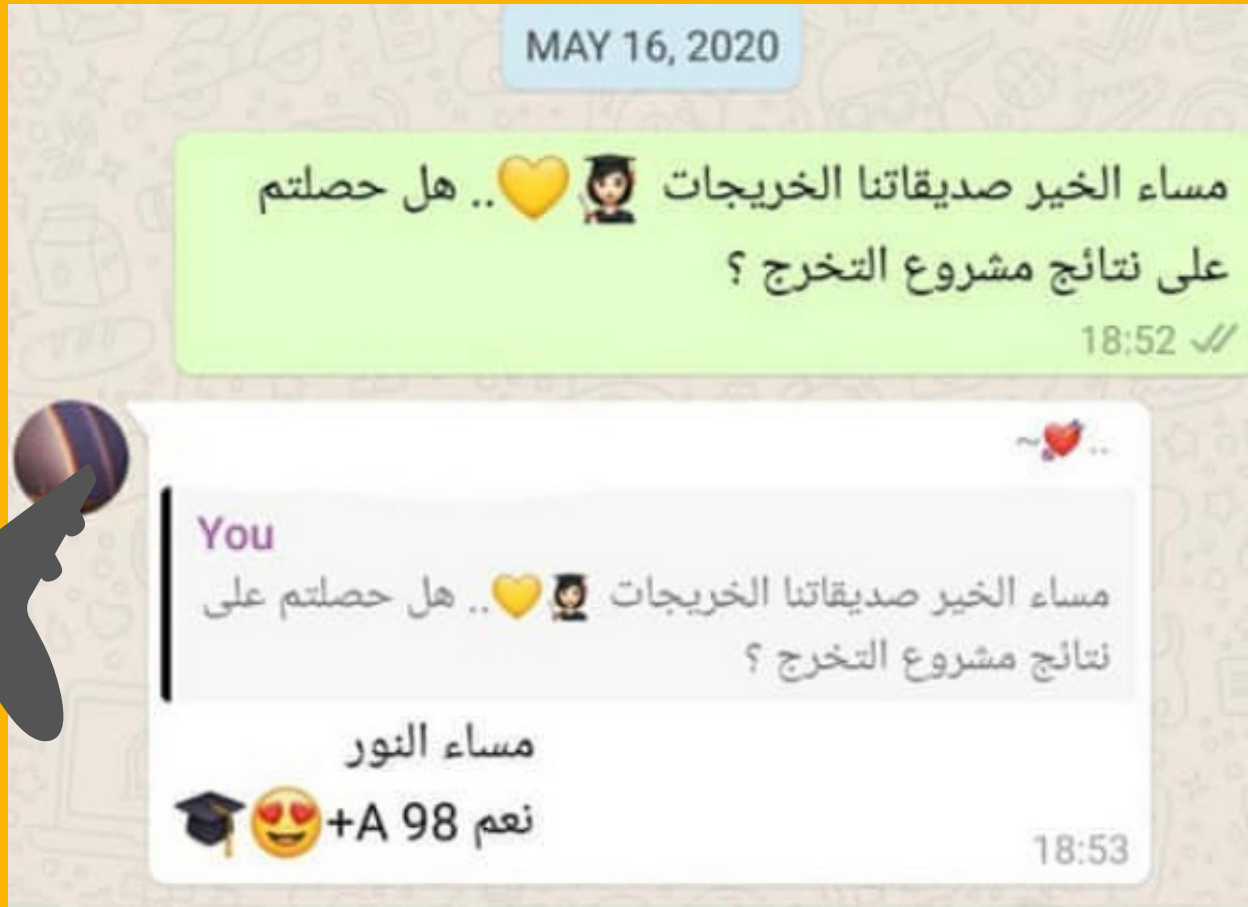 MAY 16, 2020
مساء الخير صديقاتنا الخريجات 👩🏻‍🎓💛.. هل حصلتم
على نتائج مشروع التخرج ؟
18:52
~💘..
You
مساء الخير صديقاتنا الخريجات 👩🏻‍🎓💛.. هل حصلتم على
نتائج مشروع التخرج ؟
مساء النور
نعم 98 A+😍🎓
18:53